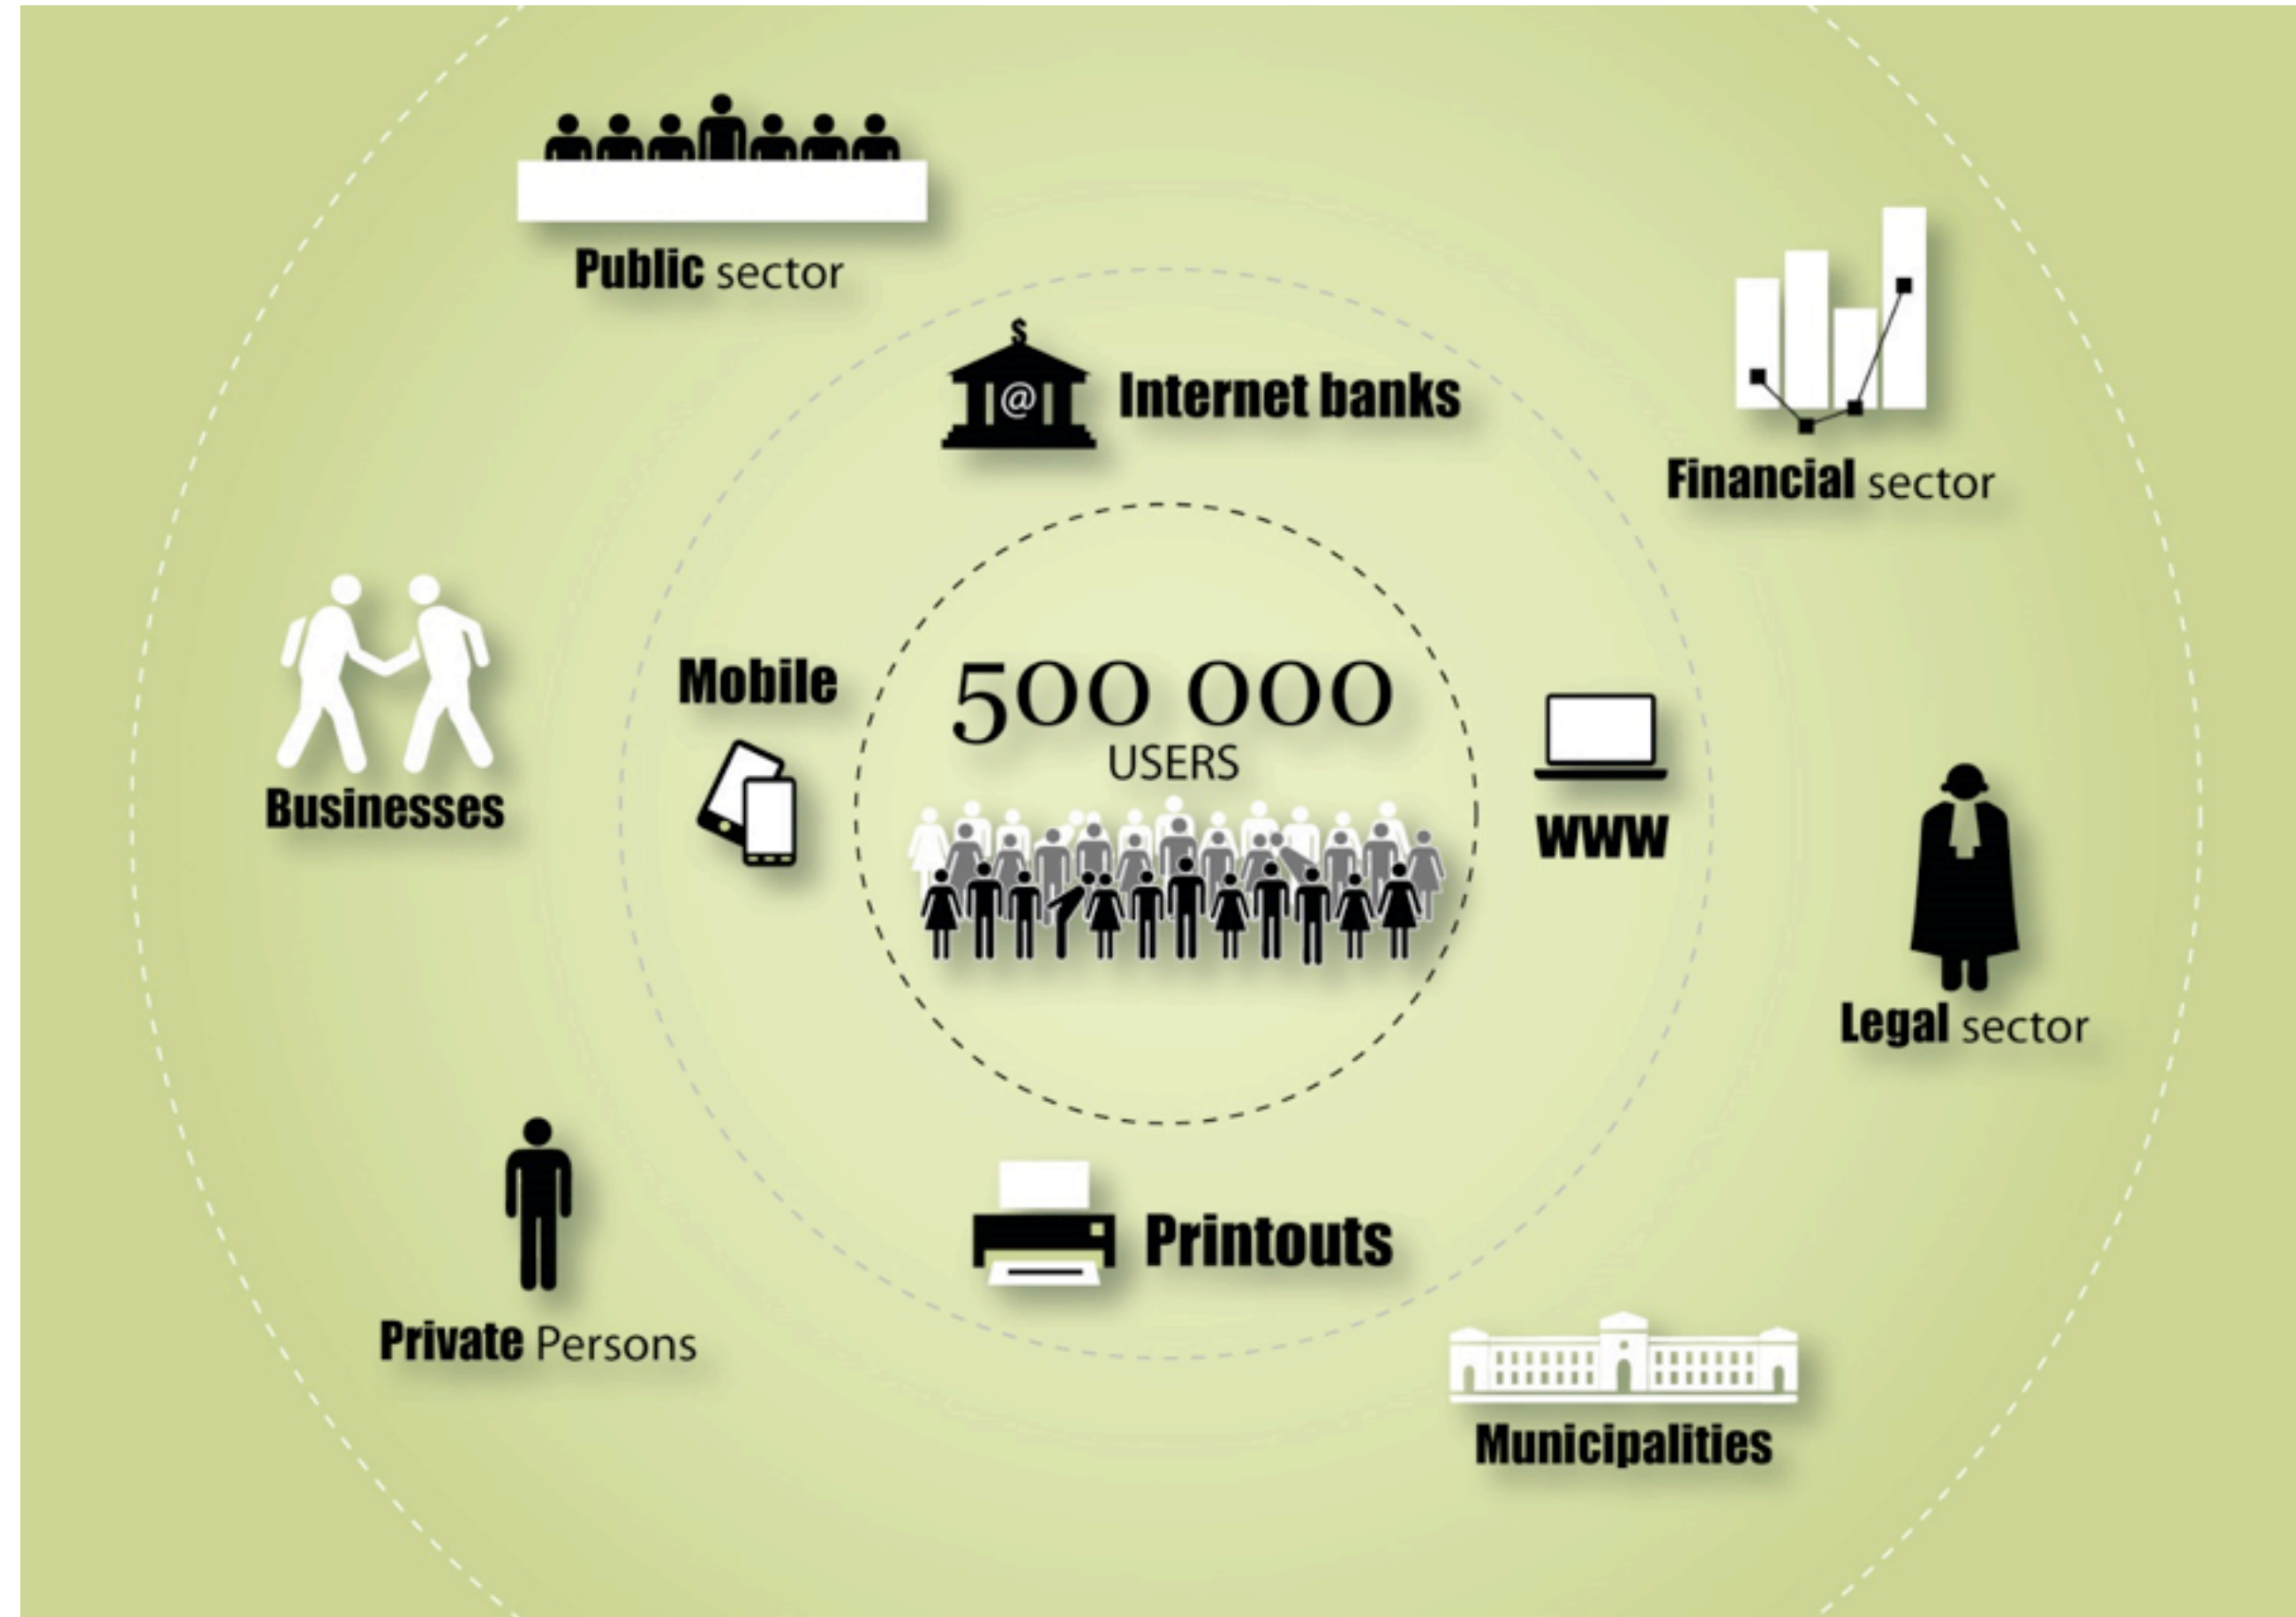 Public sector
$
@
Internet banks
Financial sector
Mobile
500 000
USERS
WWW
Businesses
Legal sector
Printouts
Private Persons
Municipalities